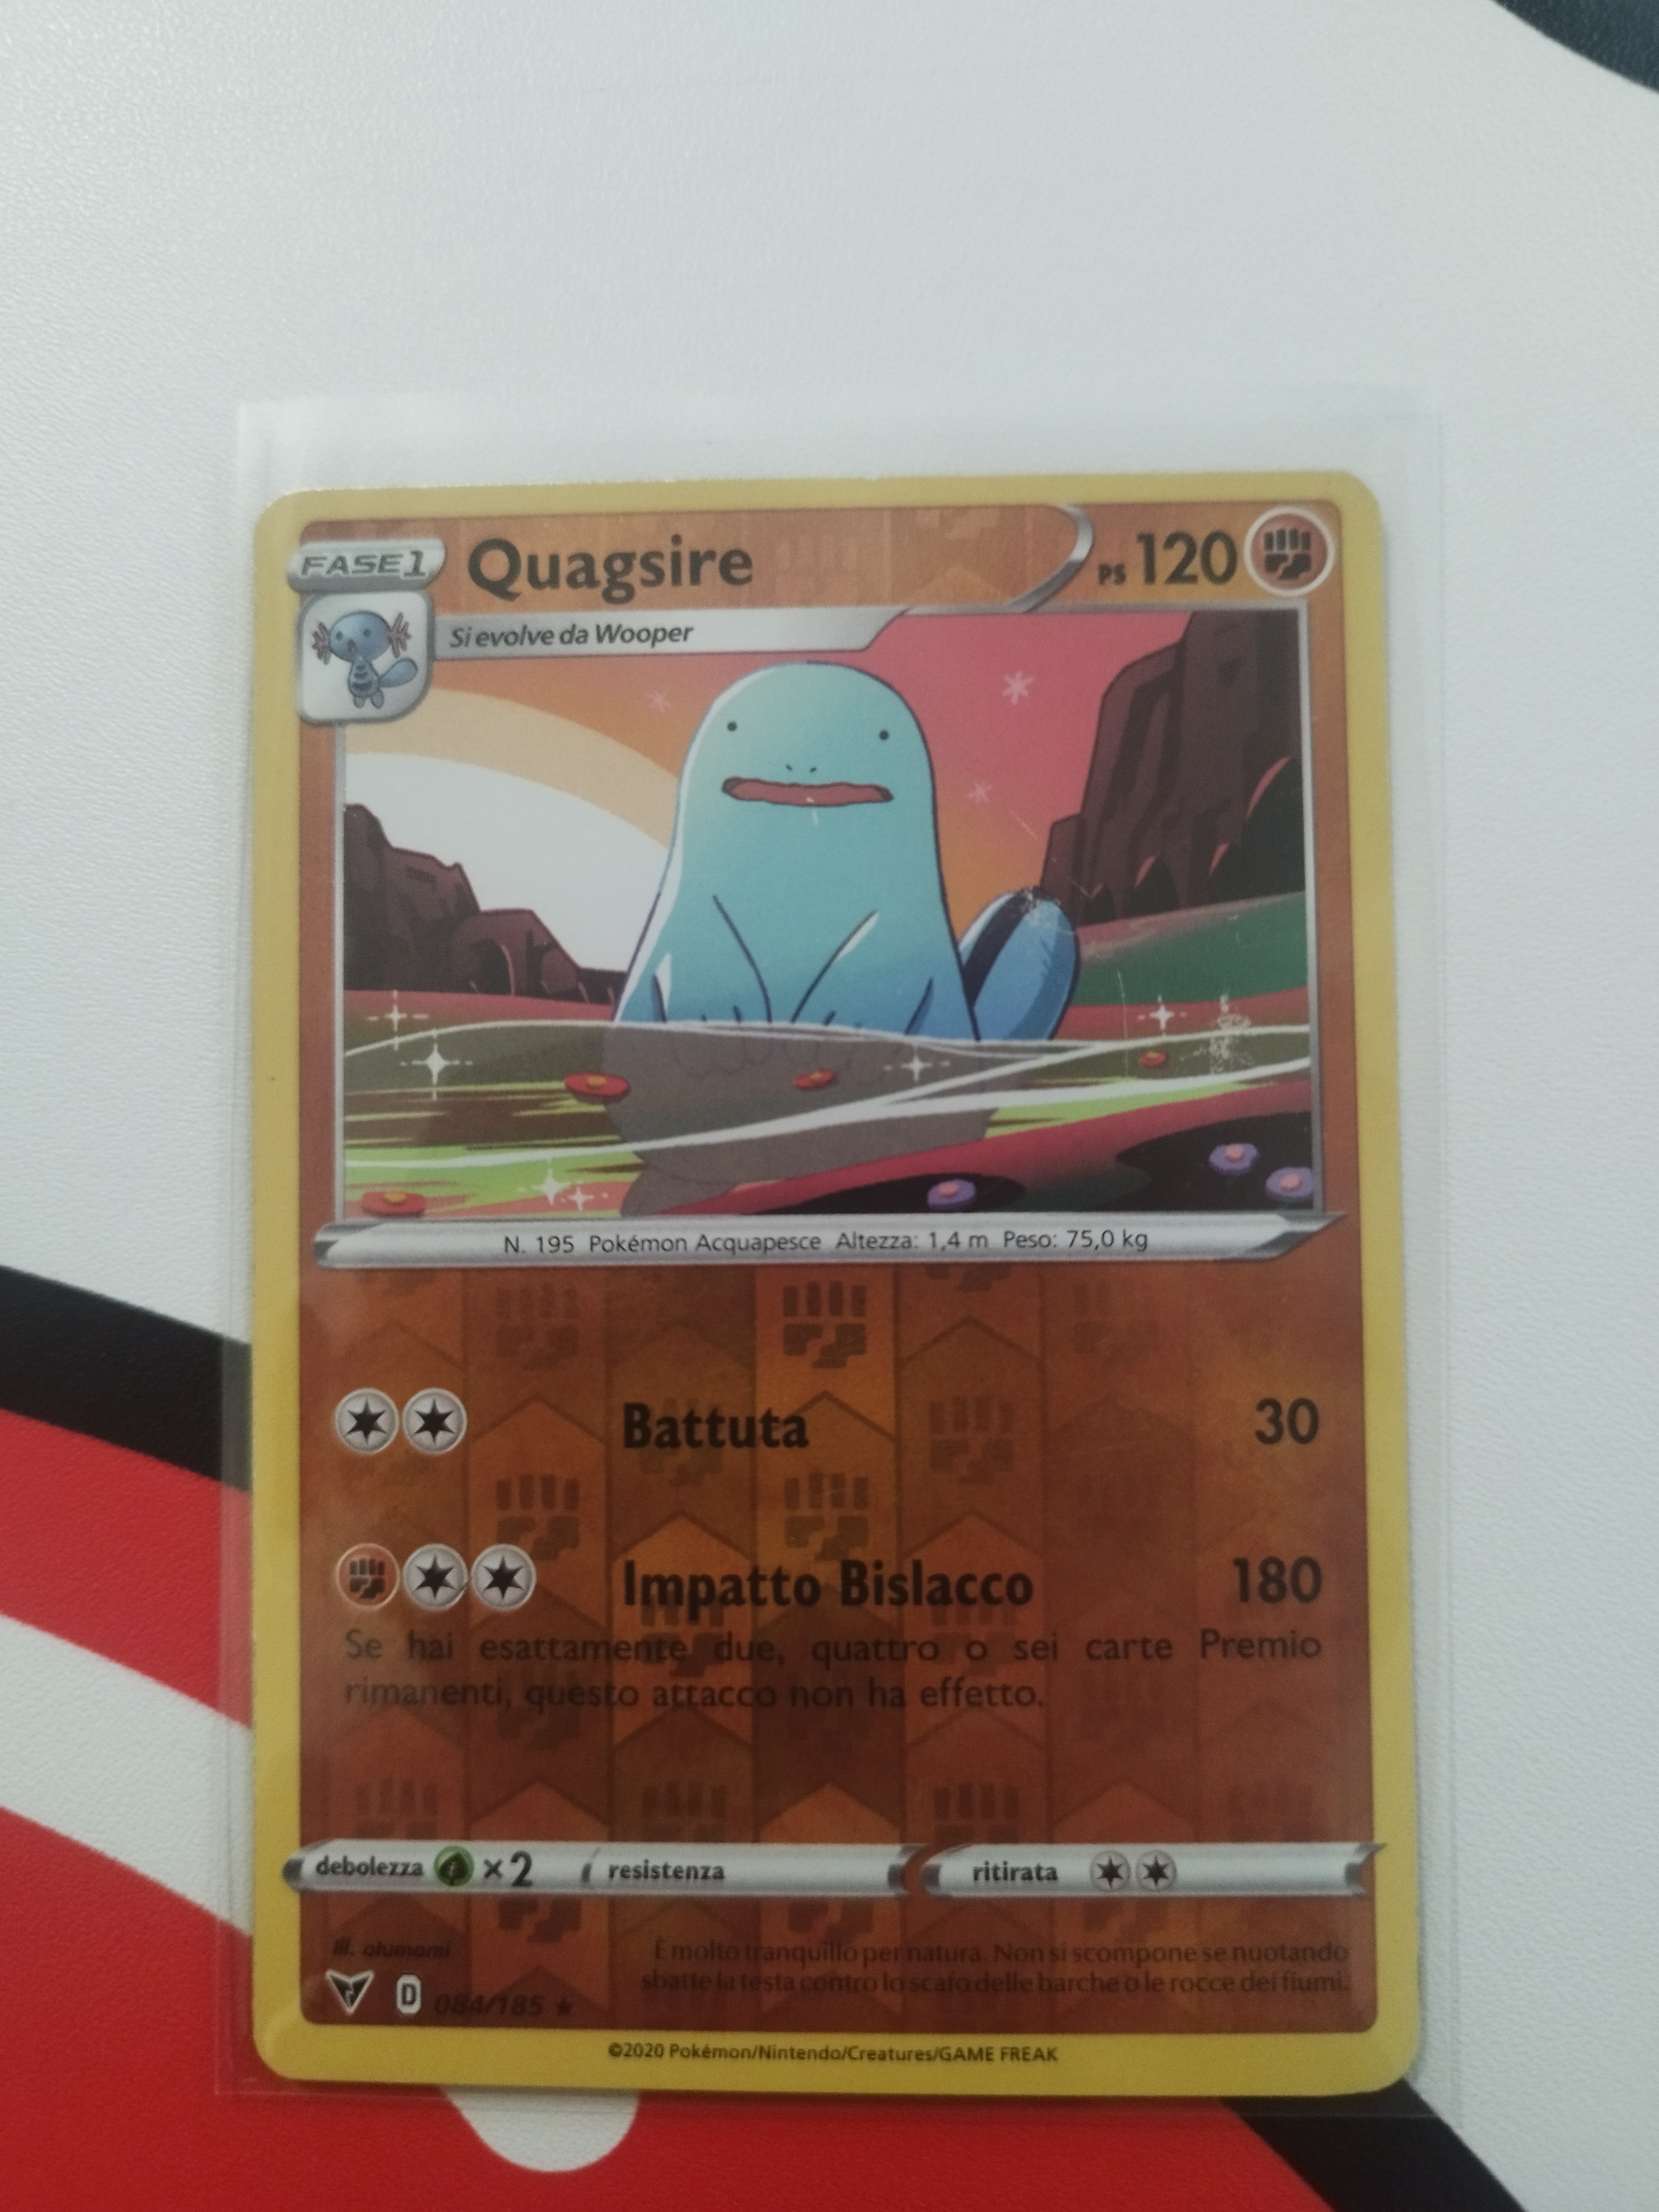 FASE 1 Quagsire PS 120
Si evolve da Wooper
N. 195 Pokémon Acquapesce Altezza: 1,4 m Peso: 75,0 kg
Battuta 30
Impatto Bislacco 180
Se hai esattamente due, quattro o sei carte Premio
rimanenti, questo attacco non ha effetto.
debolezza ×2 resistenza ritirata
Ill. otumami
È molto tranquillo per natura. Non si scompone se nuotando
sbatte la testa contro lo scafo delle barche o le rocce dei fiumi.
D 084/185 ★
©2020 Pokémon/Nintendo/Creatures/GAME FREAK